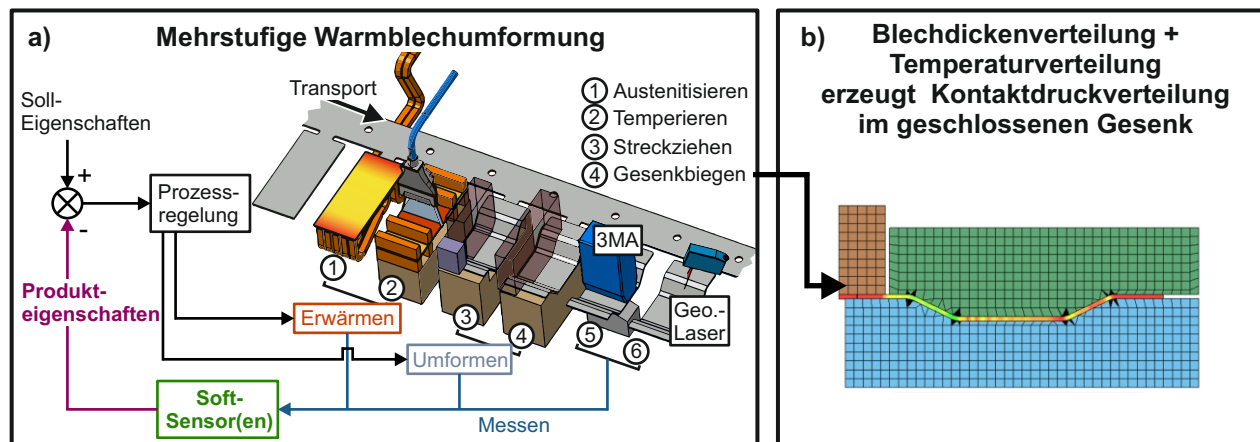 a)
Mehrstufige Warmblechumformung
Transport
Soll-
Eigenschaften
+
-
Prozess-
regelung
1 Austenitisieren
2 Temperieren
3 Streckziehen
4 Gesenkbiegen
3MA
Geo.-
Laser
1
2
3
4
5
6
Produkt-
eigenschaften
Erwärmen
Umformen
Soft-
Sensor(en)
Messen
b)
Blechdickenverteilung +
Temperaturverteilung
erzeugt Kontaktdruckverteilung
im geschlossenen Gesenk